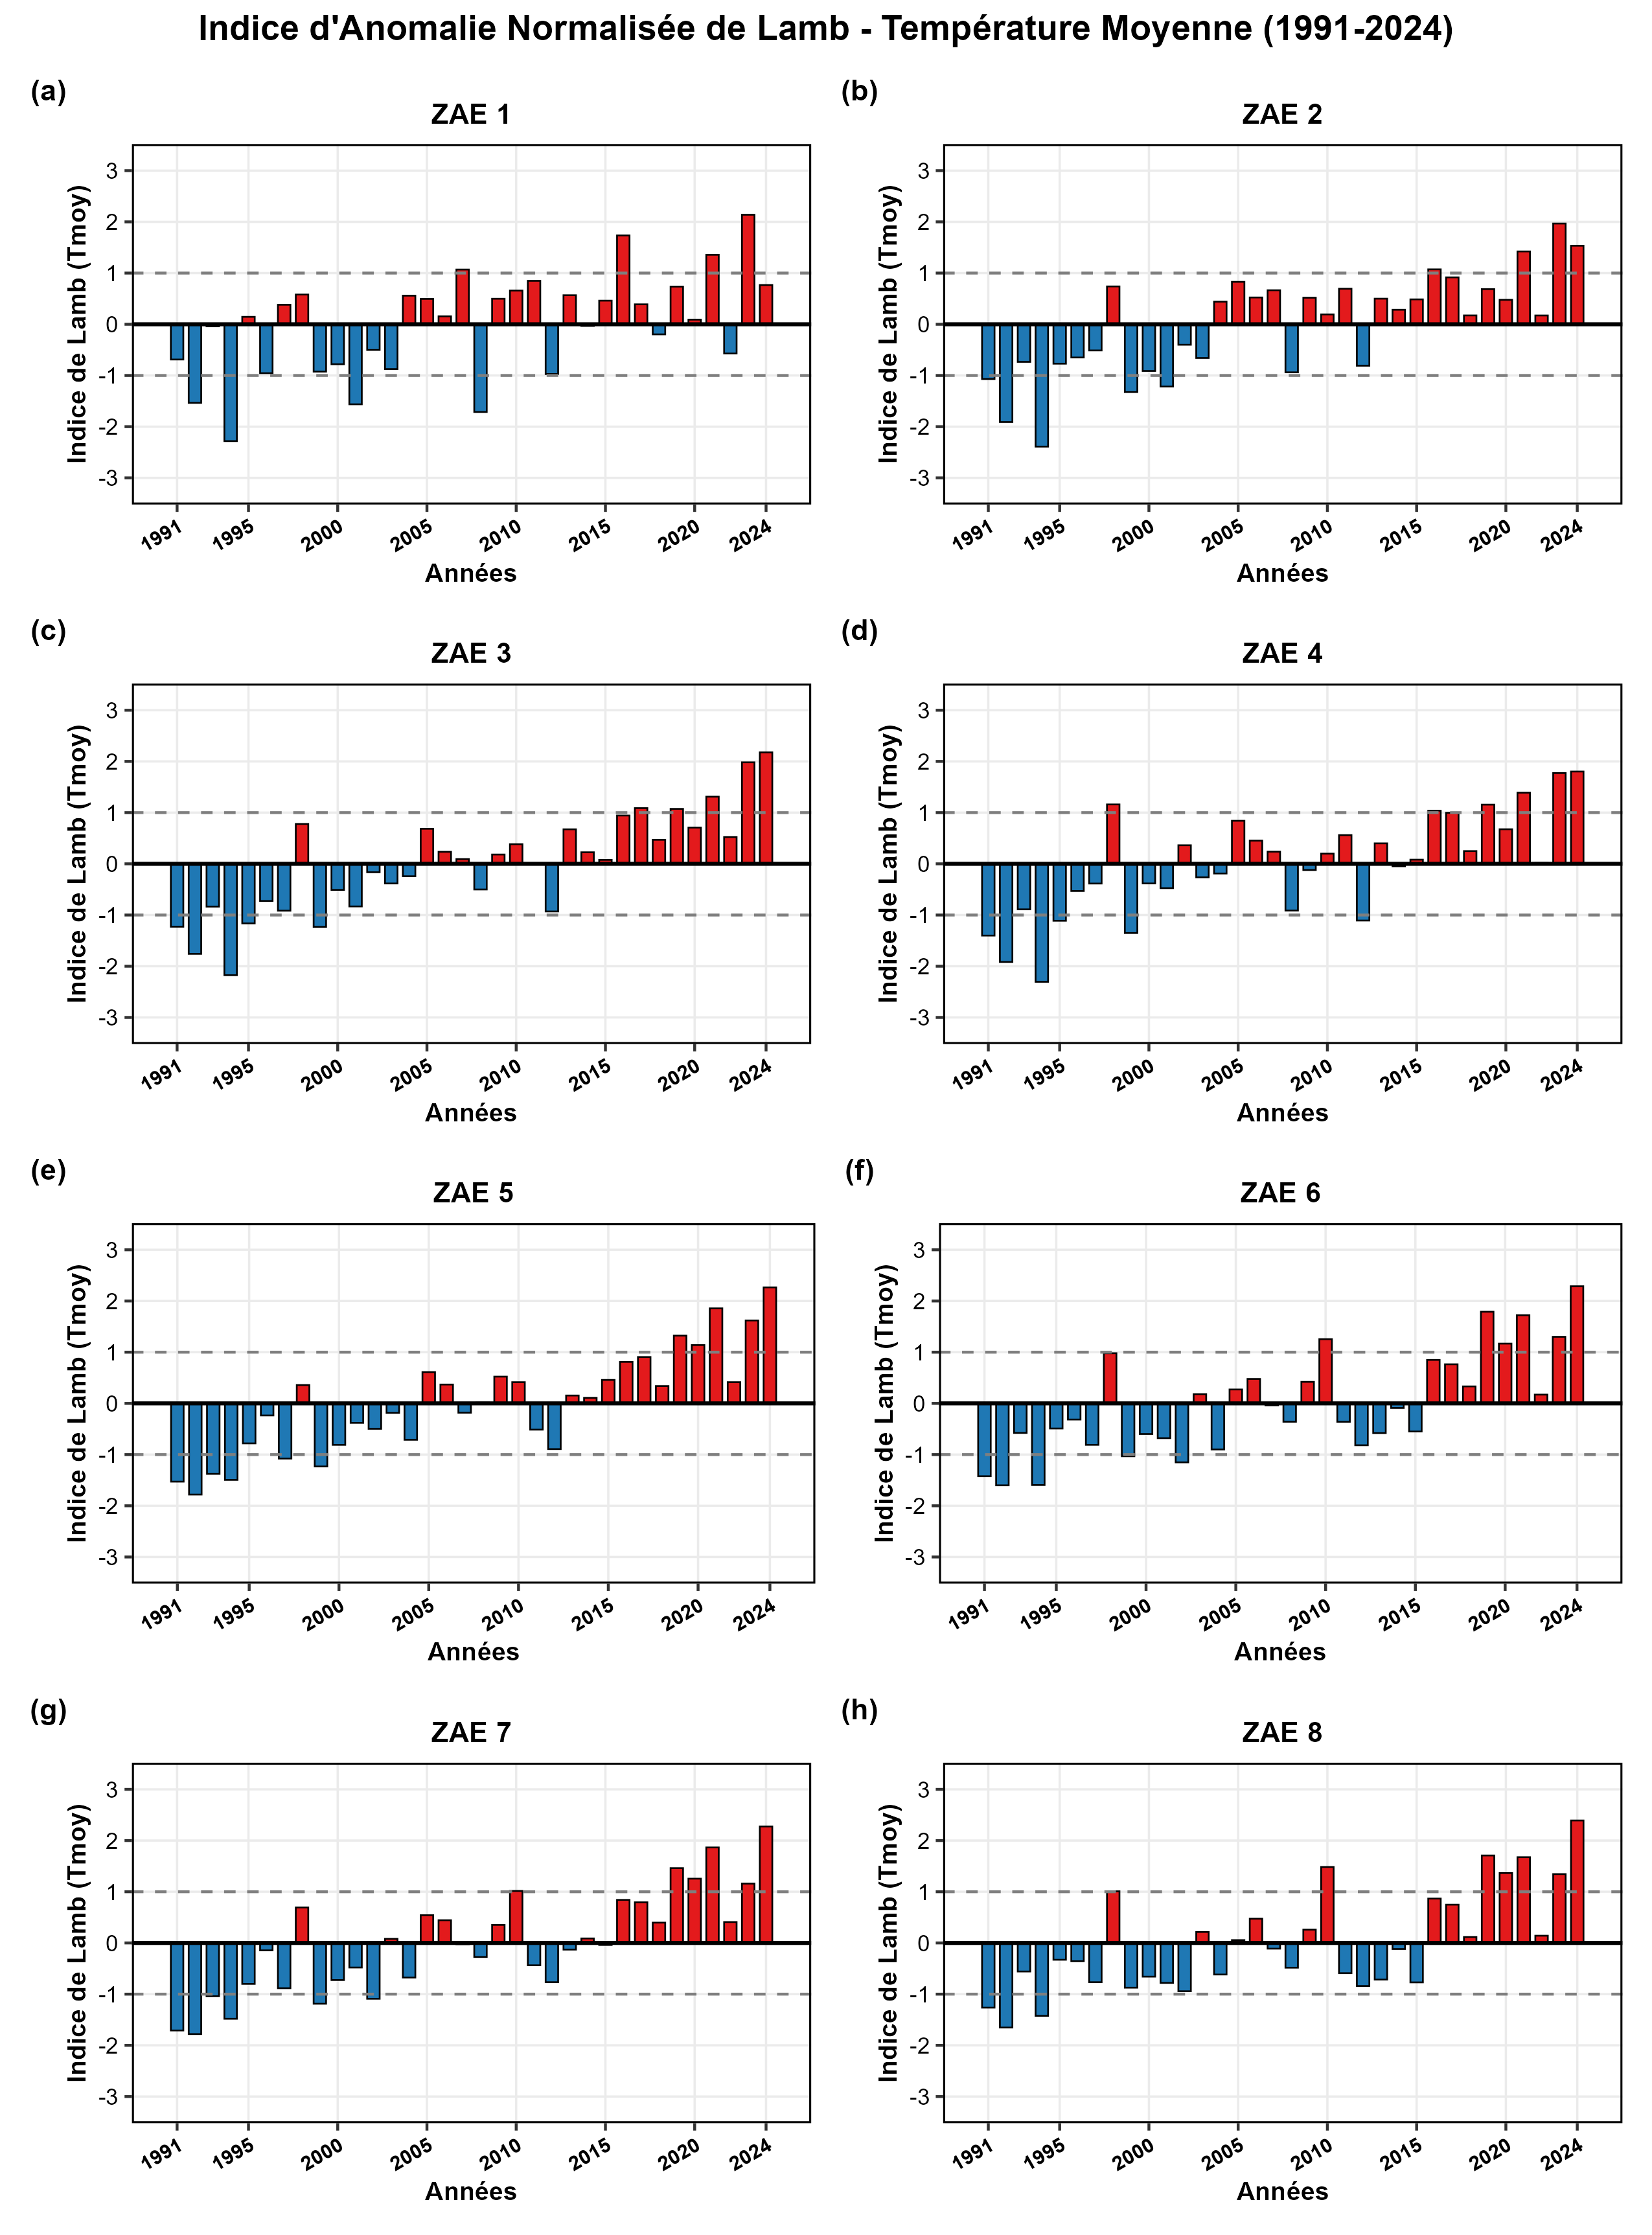 Indice d'Anomalie Normalisée de Lamb - Température Moyenne (1991-2024)
(a)
ZAE 1
Indice de Lamb (Tmoy)
3
2
1
0
-1
-2
-3
1991 1995 2000 2005 2010 2015 2020 2024
Années
(b)
ZAE 2
Indice de Lamb (Tmoy)
3
2
1
0
-1
-2
-3
1991 1995 2000 2005 2010 2015 2020 2024
Années
(c)
ZAE 3
Indice de Lamb (Tmoy)
3
2
1
0
-1
-2
-3
1991 1995 2000 2005 2010 2015 2020 2024
Années
(d)
ZAE 4
Indice de Lamb (Tmoy)
3
2
1
0
-1
-2
-3
1991 1995 2000 2005 2010 2015 2020 2024
Années
(e)
ZAE 5
Indice de Lamb (Tmoy)
3
2
1
0
-1
-2
-3
1991 1995 2000 2005 2010 2015 2020 2024
Années
(f)
ZAE 6
Indice de Lamb (Tmoy)
3
2
1
0
-1
-2
-3
1991 1995 2000 2005 2010 2015 2020 2024
Années
(g)
ZAE 7
Indice de Lamb (Tmoy)
3
2
1
0
-1
-2
-3
1991 1995 2000 2005 2010 2015 2020 2024
Années
(h)
ZAE 8
Indice de Lamb (Tmoy)
3
2
1
0
-1
-2
-3
1991 1995 2000 2005 2010 2015 2020 2024
Années